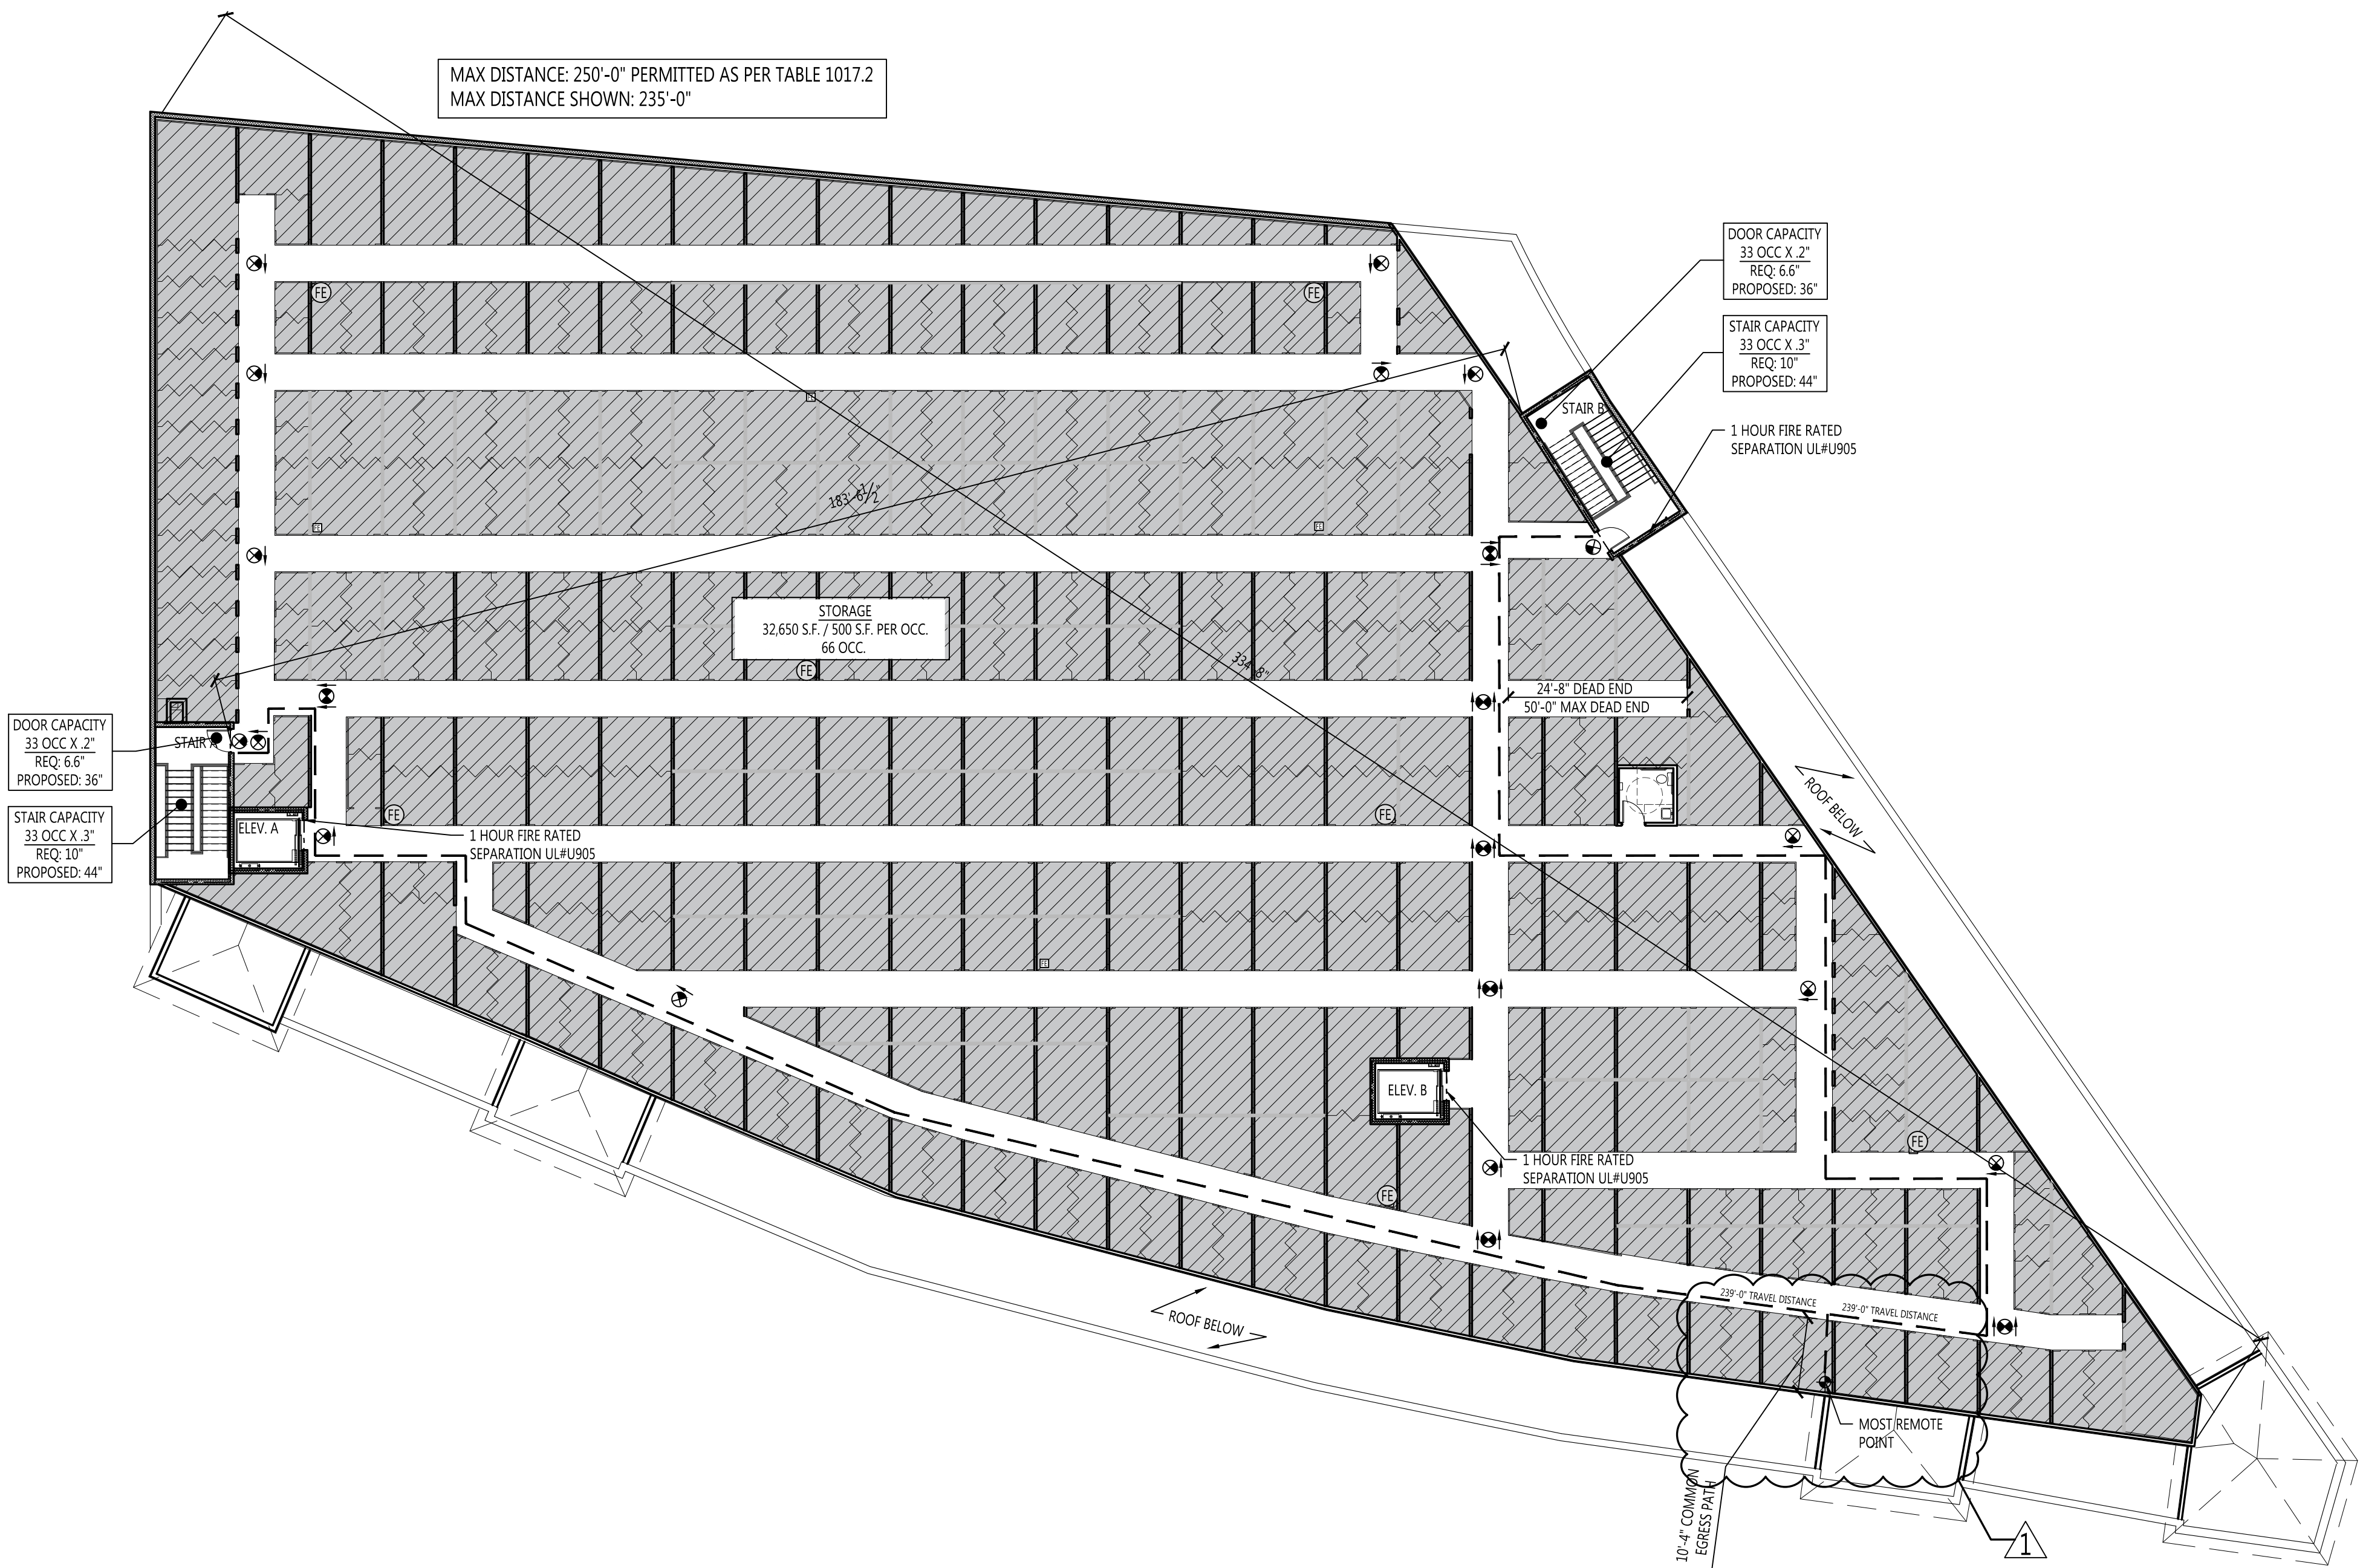 MAX DISTANCE: 250'-0" PERMITTED AS PER TABLE 1017.2
MAX DISTANCE SHOWN: 235'-0"
DOOR CAPACITY
33 OCC X .2"
REQ: 6.6"
PROPOSED: 36"
STAIR CAPACITY
33 OCC X .3"
REQ: 10"
PROPOSED: 44"
1 HOUR FIRE RATED
SEPARATION UL#U905
STAIR B
FE
FE
183'-6 1/2"
STORAGE
32,650 S.F. / 500 S.F. PER OCC.
66 OCC.
FE
334'-8"
24'-8" DEAD END
50'-0" MAX DEAD END
DOOR CAPACITY
33 OCC X .2"
REQ: 6.6"
PROPOSED: 36"
STAIR A
STAIR CAPACITY
33 OCC X .3"
REQ: 10"
PROPOSED: 44"
ELEV. A
FE
FE
1 HOUR FIRE RATED
SEPARATION UL#U905
ROOF BELOW
ELEV. B
FE
1 HOUR FIRE RATED
SEPARATION UL#U905
FE
239'-0" TRAVEL DISTANCE
239'-0" TRAVEL DISTANCE
ROOF BELOW
MOST REMOTE
POINT
10'-4" COMMON
EGRESS PATH
1